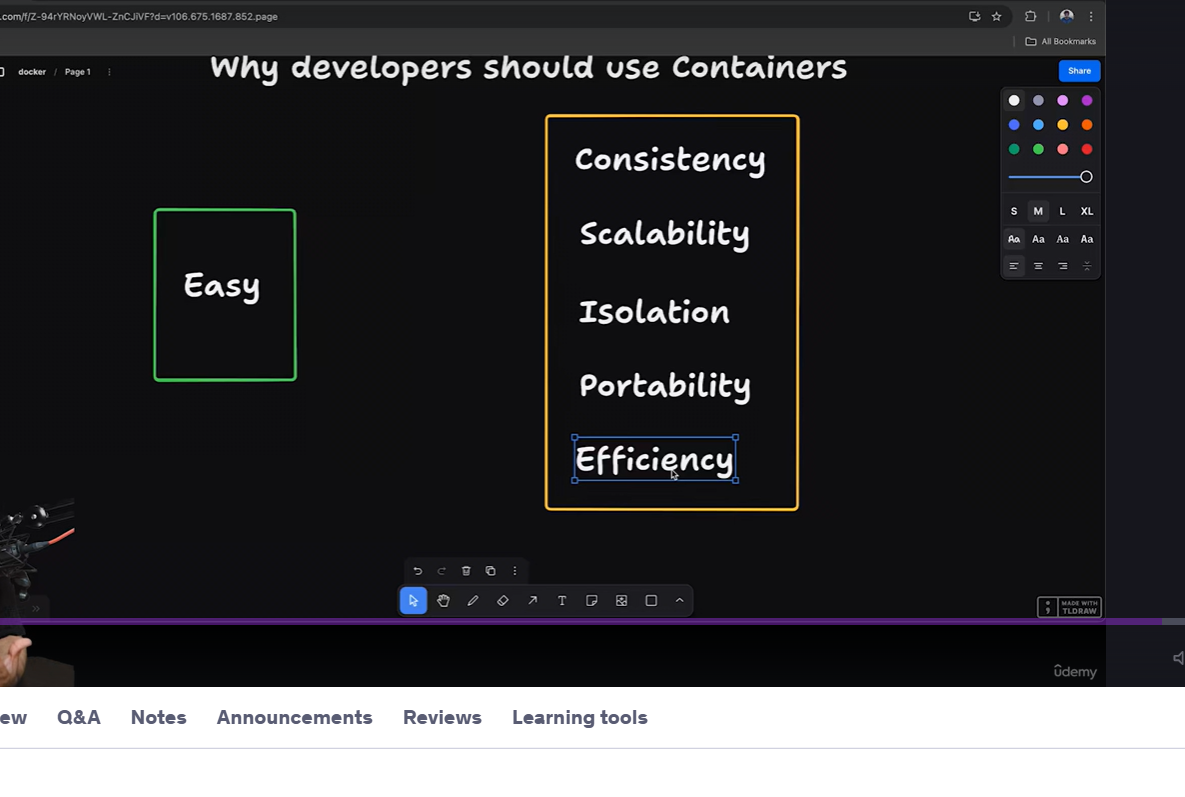 .com/f/Z-94rYRNoyVWL-ZnCJiVF?d=v106.675.1687.852.page
All Bookmarks
docker / Page 1
Why developers should use Containers
Share
Consistency
Scalability
Easy
Isolation
Portability
Efficiency
S M L XL
Aa Aa Aa Aa
MADE WITH
TLDRAW
ûdemy
ew Q&A Notes Announcements Reviews Learning tools